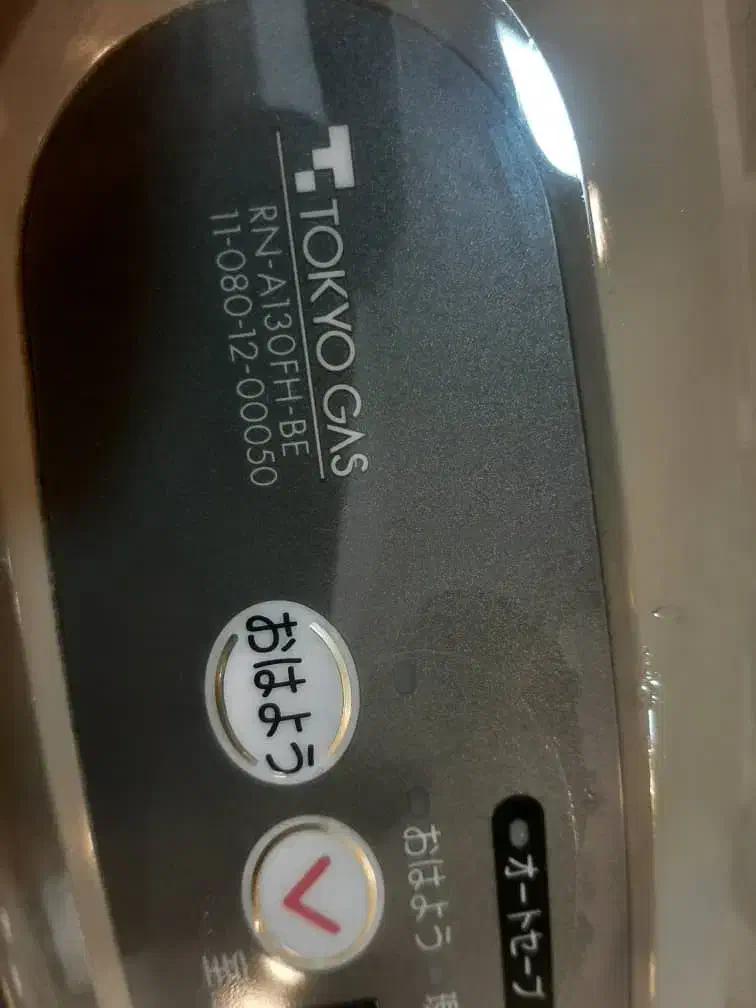 TOKYO GAS
RN-A130FH-BE
11-080-12-00050
おはよう
オートセーブ
おはよう
室